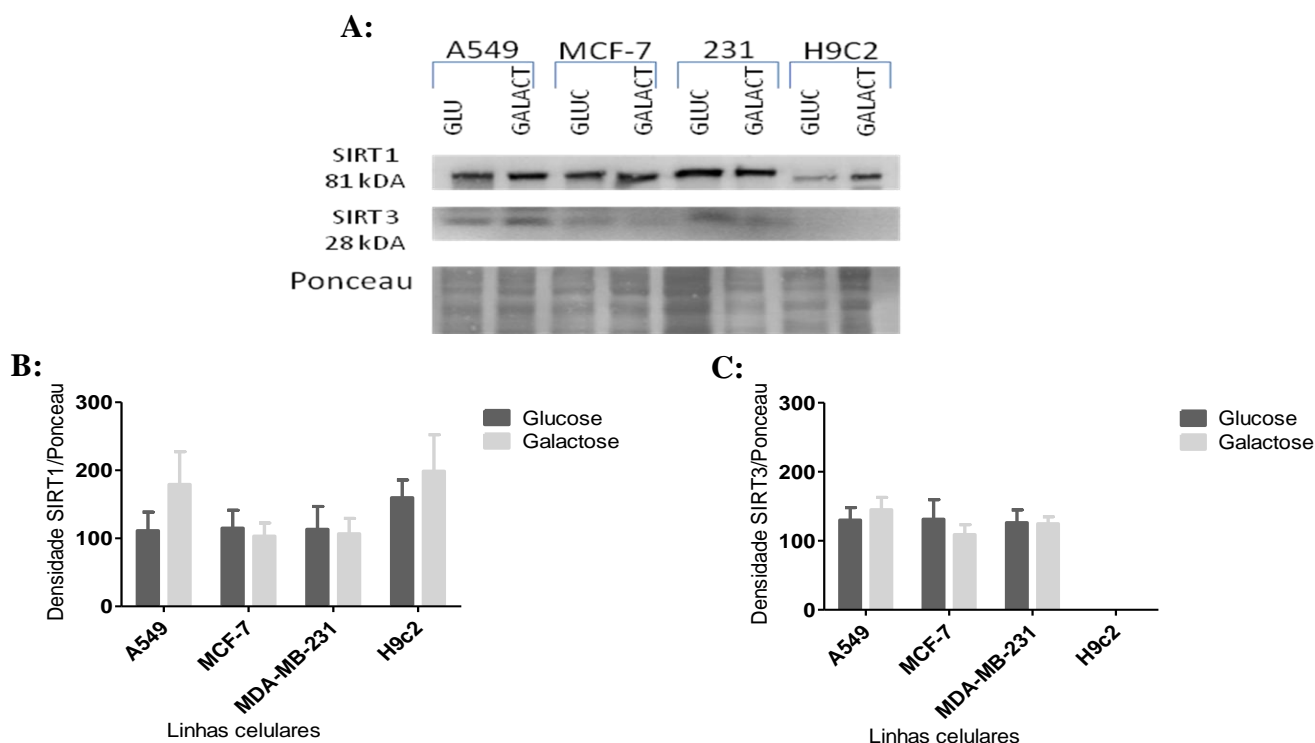 A:
A549 MCF-7 231 H9C2
GLU GALACT GLUC GALACT GLUC GALACT GLUC GALACT
SIRT1
81 kDA
SIRT3
28 kDA
Ponceau
B:
Densidade SIRT1/Ponceau
300
200
100
0
A549 MCF-7 MDA-MB-231 H9c2
Linhas celulares
Glucose
Galactose
C:
Densidade SIRT3/Ponceau
300
200
100
0
A549 MCF-7 MDA-MB-231 H9c2
Linhas celulares
Glucose
Galactose